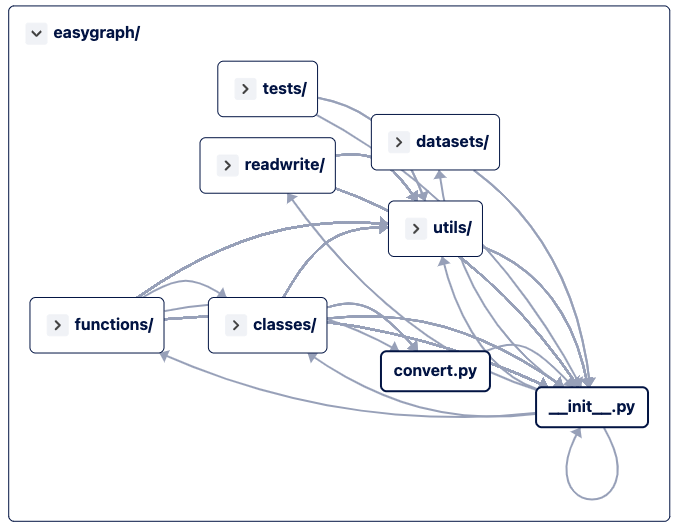 easygraph/
tests/
datasets/
readwrite/
utils/
functions/
classes/
convert.py
__init__.py